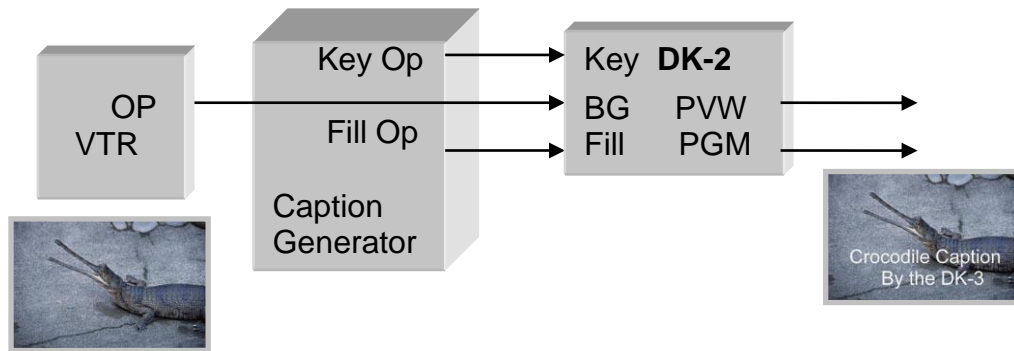 OP
VTR
Key Op
Fill Op
Caption
Generator
Key DK-2
BG PVW
Fill PGM
Crocodile Caption
By the DK-3